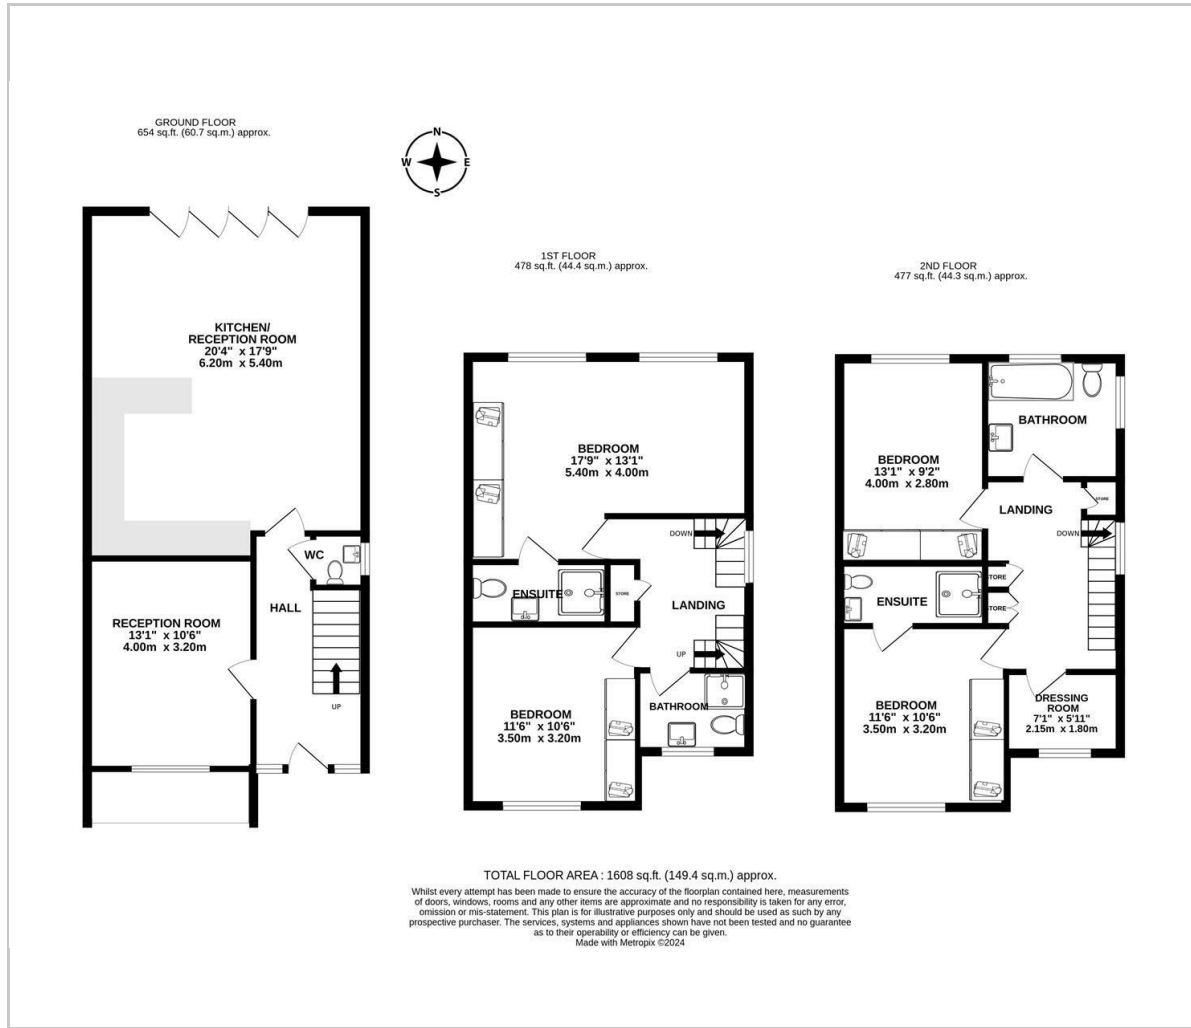 GROUND FLOOR
654 sq.ft. (60.7 sq.m.) approx.
N
W
E
S
KITCHEN/
RECEPTION ROOM
20'4" x 17'9"
6.20m x 5.40m
WC
HALL
RECEPTION ROOM
13'1" x 10'6"
4.00m x 3.20m
UP
1ST FLOOR
478 sq.ft. (44.4 sq.m.) approx.
BEDROOM
17'9" x 13'1"
5.40m x 4.00m
DOWN
ENSUITE
STORE
LANDING
UP
BATHROOM
BEDROOM
11'6" x 10'6"
3.50m x 3.20m
2ND FLOOR
477 sq.ft. (44.3 sq.m.) approx.
BATHROOM
BEDROOM
13'1" x 9'2"
4.00m x 2.80m
STORE
LANDING
DOWN
STORE
ENSUITE
STORE
DRESSING
ROOM
7'1" x 5'11"
2.15m x 1.80m
BEDROOM
11'6" x 10'6"
3.50m x 3.20m
TOTAL FLOOR AREA : 1608 sq.ft. (149.4 sq.m.) approx.
Whilst every attempt has been made to ensure the accuracy of the floorplan contained here, measurements
of doors, windows, rooms and any other items are approximate and no responsibility is taken for any error,
omission or mis-statement. This plan is for illustrative purposes only and should be used as such by any
prospective purchaser. The services, systems and appliances shown have not been tested and no guarantee
as to their operability or efficiency can be given.
Made with Metropix ©2024